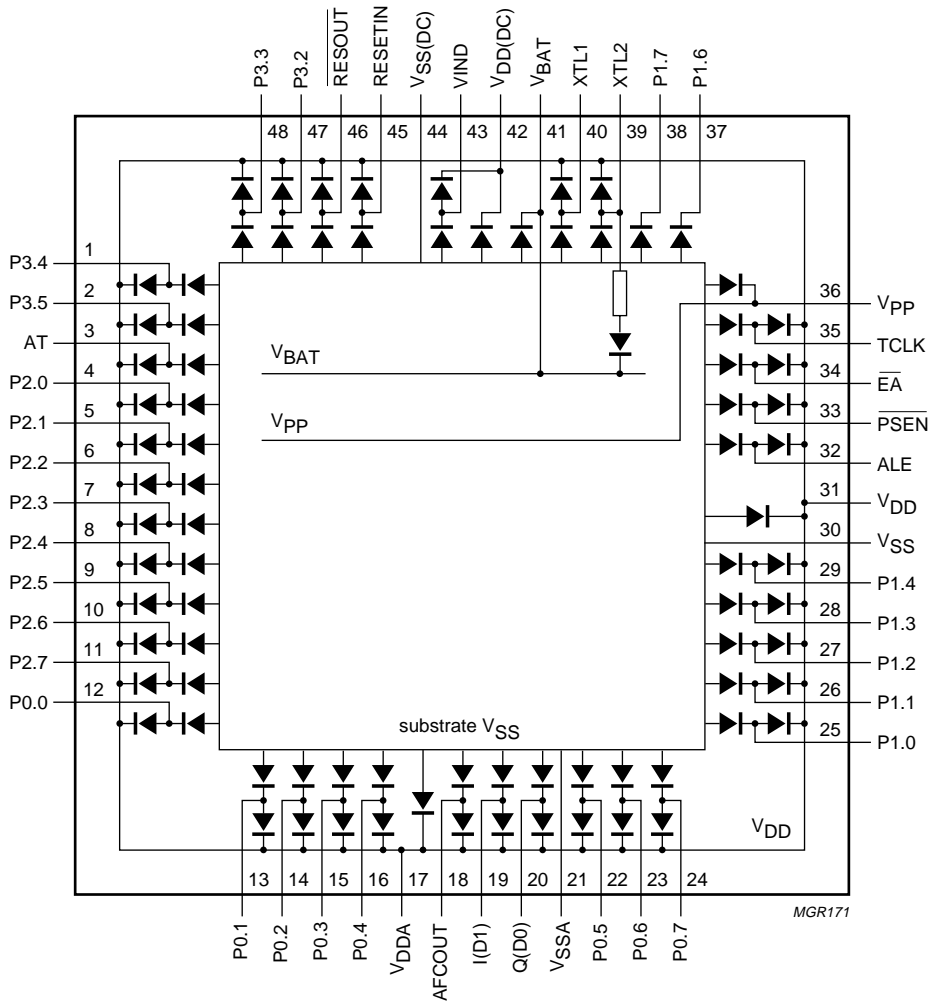 P3.3
P3.2
RESOUT
RESETIN
VSS(DC)
VIND
VDD(DC)
VBAT
XTL1
XTL2
P1.7
P1.6
48 47 46 45 44 43 42 41 40 39 38 37
1
P3.4
2
P3.5
3
AT
4
P2.0
5
P2.1
6
P2.2
7
P2.3
8
P2.4
9
P2.5
10
P2.6
11
P2.7
12
P0.0
VBAT
VPP
substrate VSS
VDD
36
VPP
35
TCLK
34
EA
33
PSEN
32
ALE
31
VDD
30
VSS
29
P1.4
28
P1.3
27
P1.2
26
P1.1
25
P1.0
13 14 15 16 17 18 19 20 21 22 23 24
P0.1
P0.2
P0.3
P0.4
VDDA
AFCOUT
I(D1)
Q(D0)
VSSA
P0.5
P0.6
P0.7
MGR171